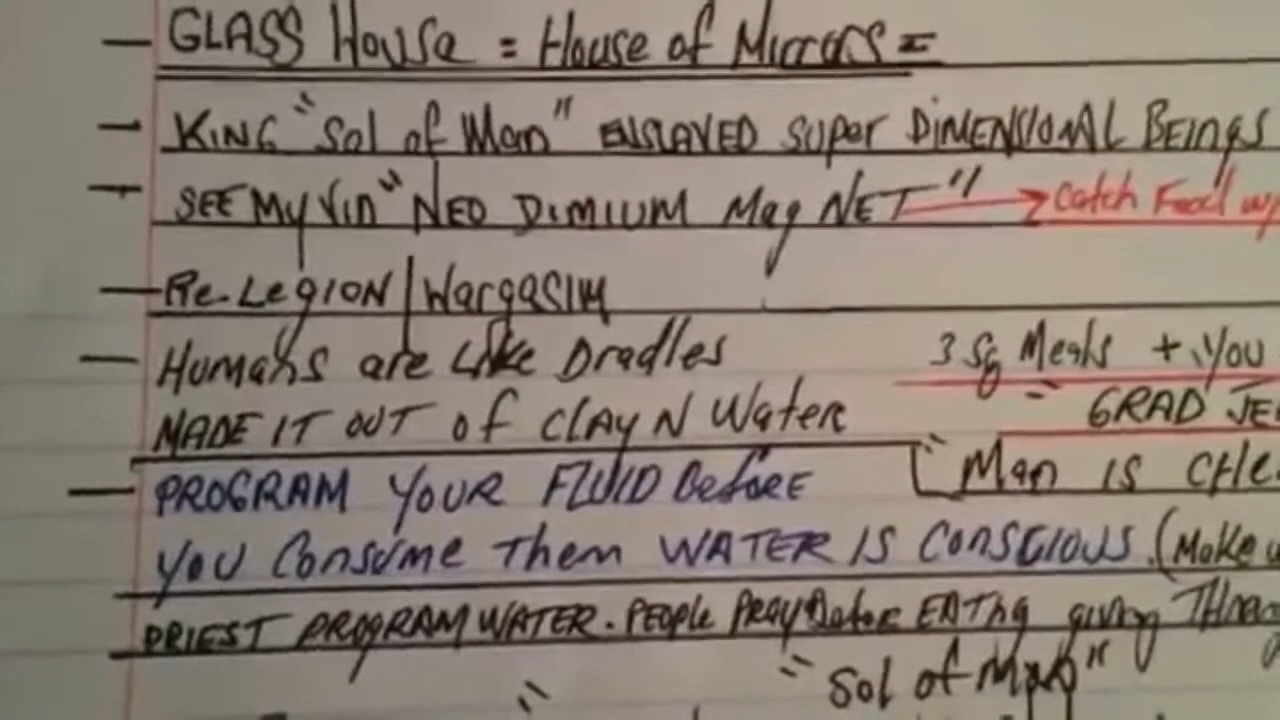 — GLASS House = House of Mirrors =
— KING "Sol of Man" ENSLAVED super DIMENSIONAL BEINGS
— SEE My Vid "NEO DiMIUM Mag NET" → Catch Food
— Re-LegION | Wargasim
— Humans are Like Dradles
3 Meals + You
MADE IT OUT of CLAY N Water
GRAD
— PROGRAM YOUR FLUID Before
"Man IS
YOU Consume Them WATER IS CONSCIOUS. (Make
PRIEST PROGRAM WATER. People Pray Before EATing giving
"Sol of Man"